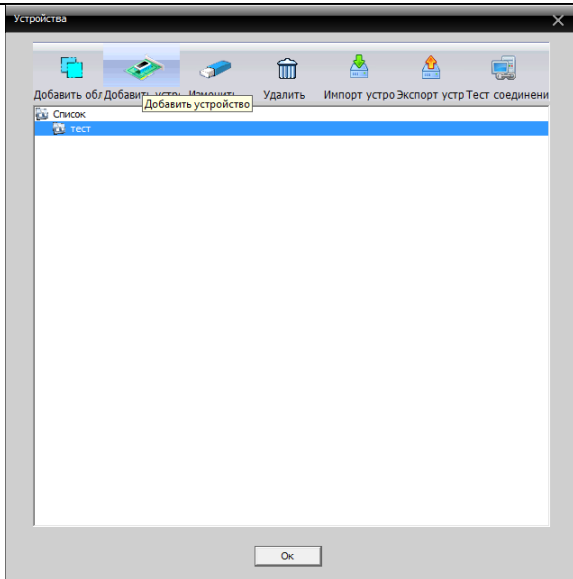 Устройства
Добавить обл Добавить устр Изменить Удалить Импорт устро Экспорт устр Тест соединени
Добавить устройство
Список
тест
Ок